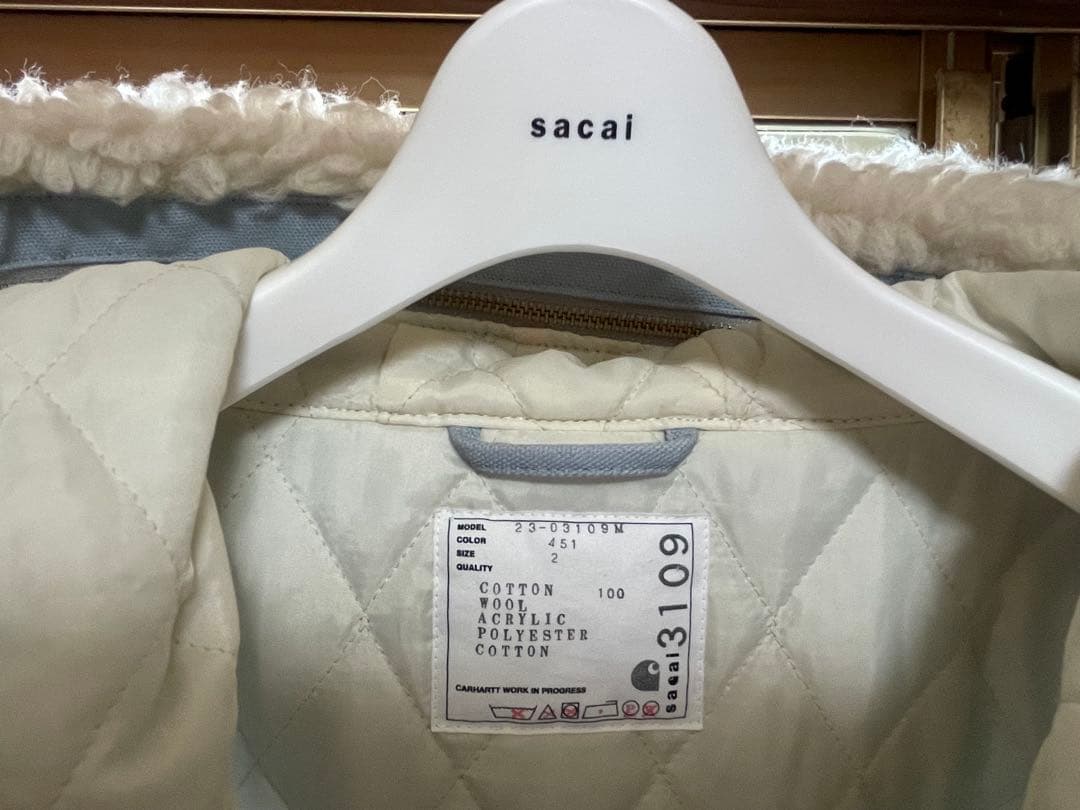 sacai
MODEL 23-03109M
COLOR 451
SIZE 2
QUALITY
COTTON 100
WOOL
ACRYLIC
POLYESTER
COTTON
CARHARTT WORK IN PROGRESS
sacai 3109